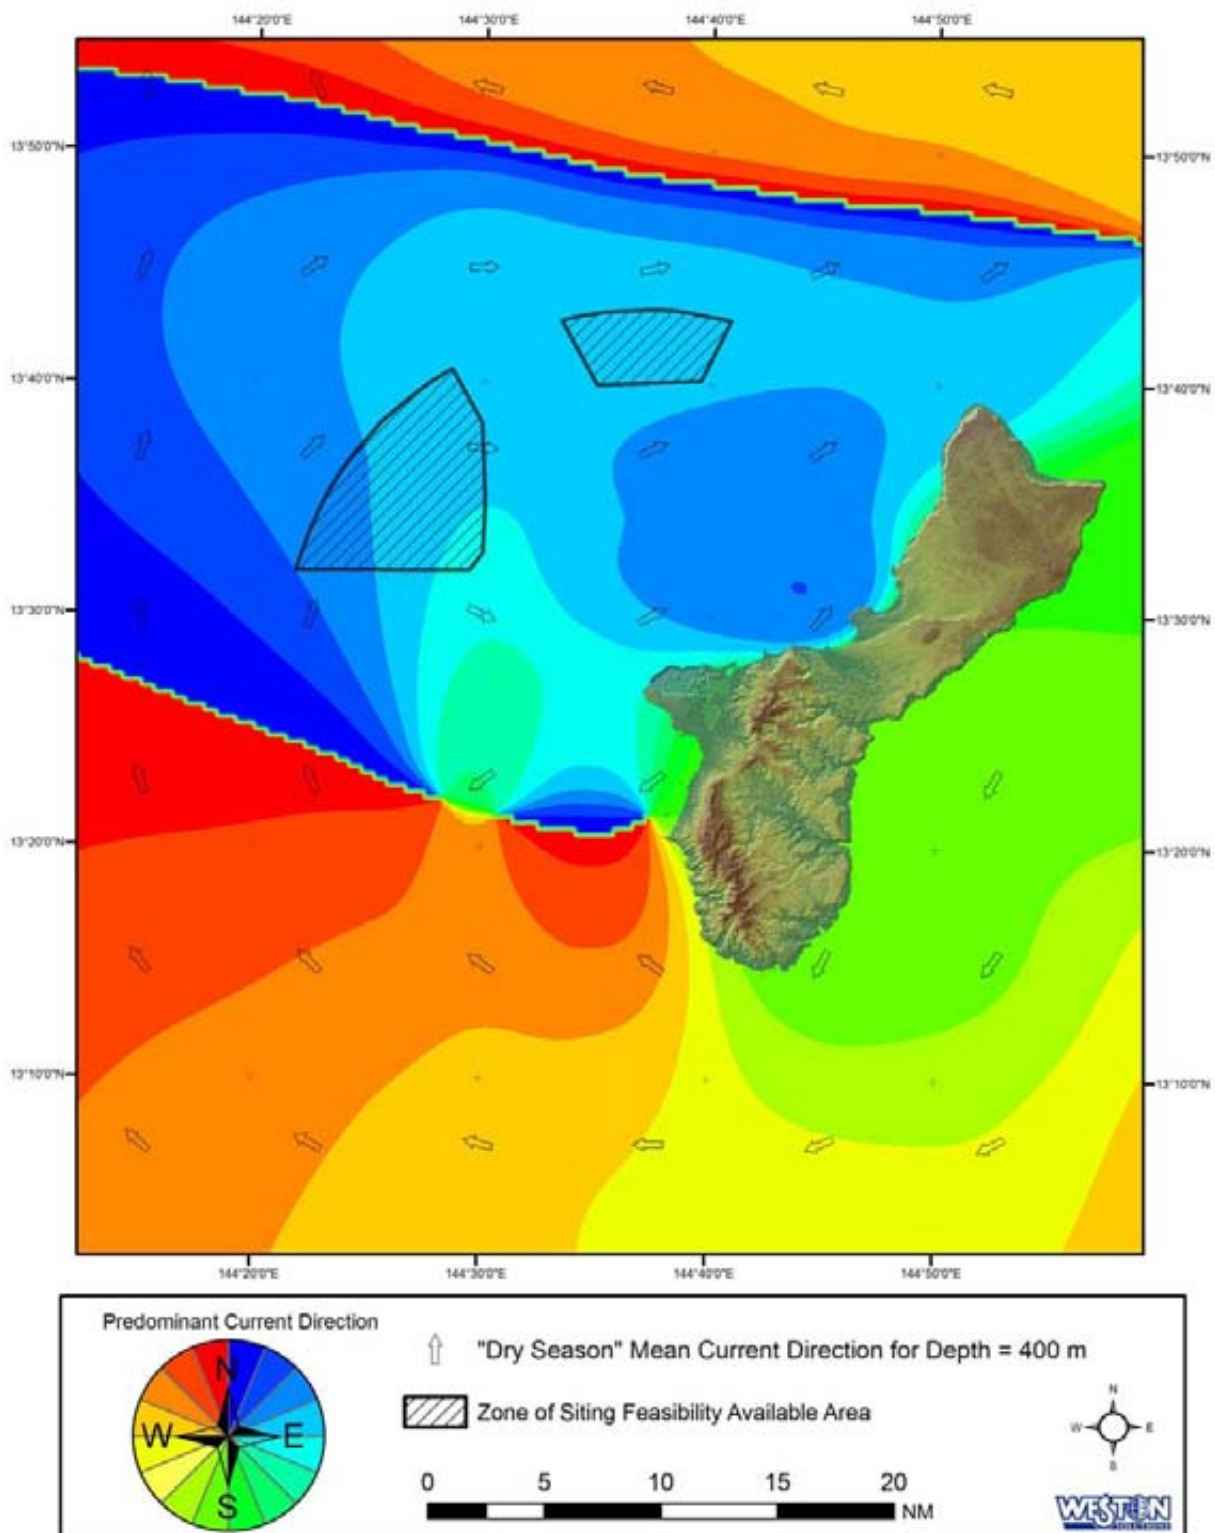 144°20'0"E 144°30'0"E 144°40'0"E 144°50'0"E
13°50'0"N 13°50'0"N
13°40'0"N 13°40'0"N
13°30'0"N 13°30'0"N
13°20'0"N 13°20'0"N
13°10'0"N 13°10'0"N
144°20'0"E 144°30'0"E 144°40'0"E 144°50'0"E
Predominant Current Direction
N
W E
S
"Dry Season" Mean Current Direction for Depth = 400 m
Zone of Siting Feasibility Available Area
0 5 10 15 20
NM
N
W E
S
WESTON